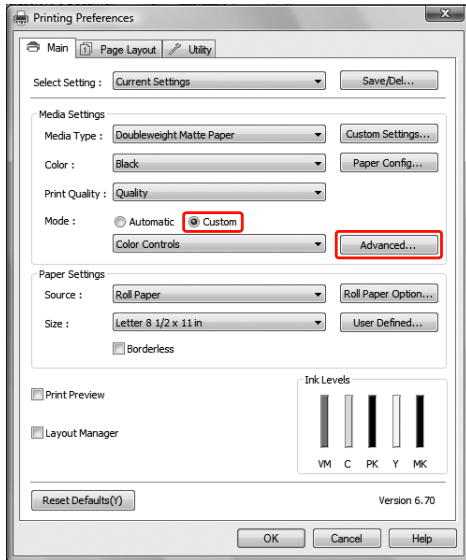 Printing Preferences
Main Page Layout Utility
Select Setting : Current Settings Save/Del...
Media Settings
Media Type : Doubleweight Matte Paper Custom Settings...
Color : Black Paper Config...
Print Quality : Quality
Mode : Automatic Custom
Color Controls Advanced...
Paper Settings
Source : Roll Paper Roll Paper Option...
Size : Letter 8 1/2 x 11 in User Defined...
Borderless
Print Preview
Layout Manager
Ink Levels
VM C PK Y MK
Reset Defaults(Y) Version 6.70
OK Cancel Help